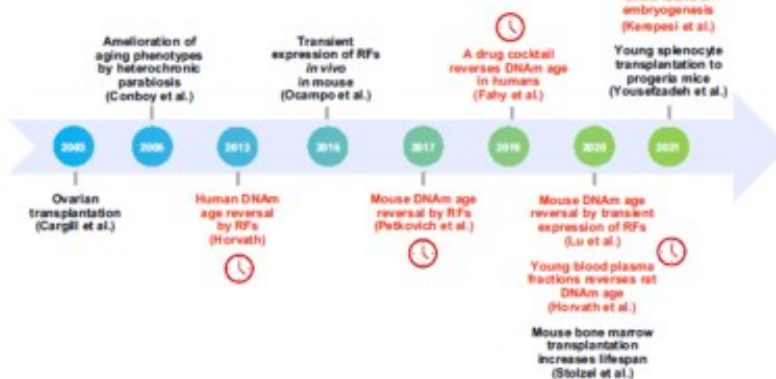 embryogenesis
(Kerepesi et al.)
Young splenocyte
transplantation to
progeria mice
(Yousefzadeh et al.)
A drug cocktail
reverses DNAm age
in humans
(Fahy et al.)
Transient
expression of RFs
in vivo
in mouse
(Ocampo et al.)
Amelioration of
aging phenotypes
by heterochronic
parabiosis
(Conboy et al.)
2003
2005
2013
2016
2017
2019
2020
2021
Ovarian
transplantation
(Cargill et al.)
Human DNAm
age reversal
by RFs
(Horvath)
Mouse DNAm age
reversal by RFs
(Petkovich et al.)
Mouse DNAm age
reversal by transient
expression of RFs
(Lu et al.)
Young blood plasma
fractions reverses rat
DNAm age
(Horvath et al.)
Mouse bone marrow
transplantation
increases lifespan
(Stolzel et al.)